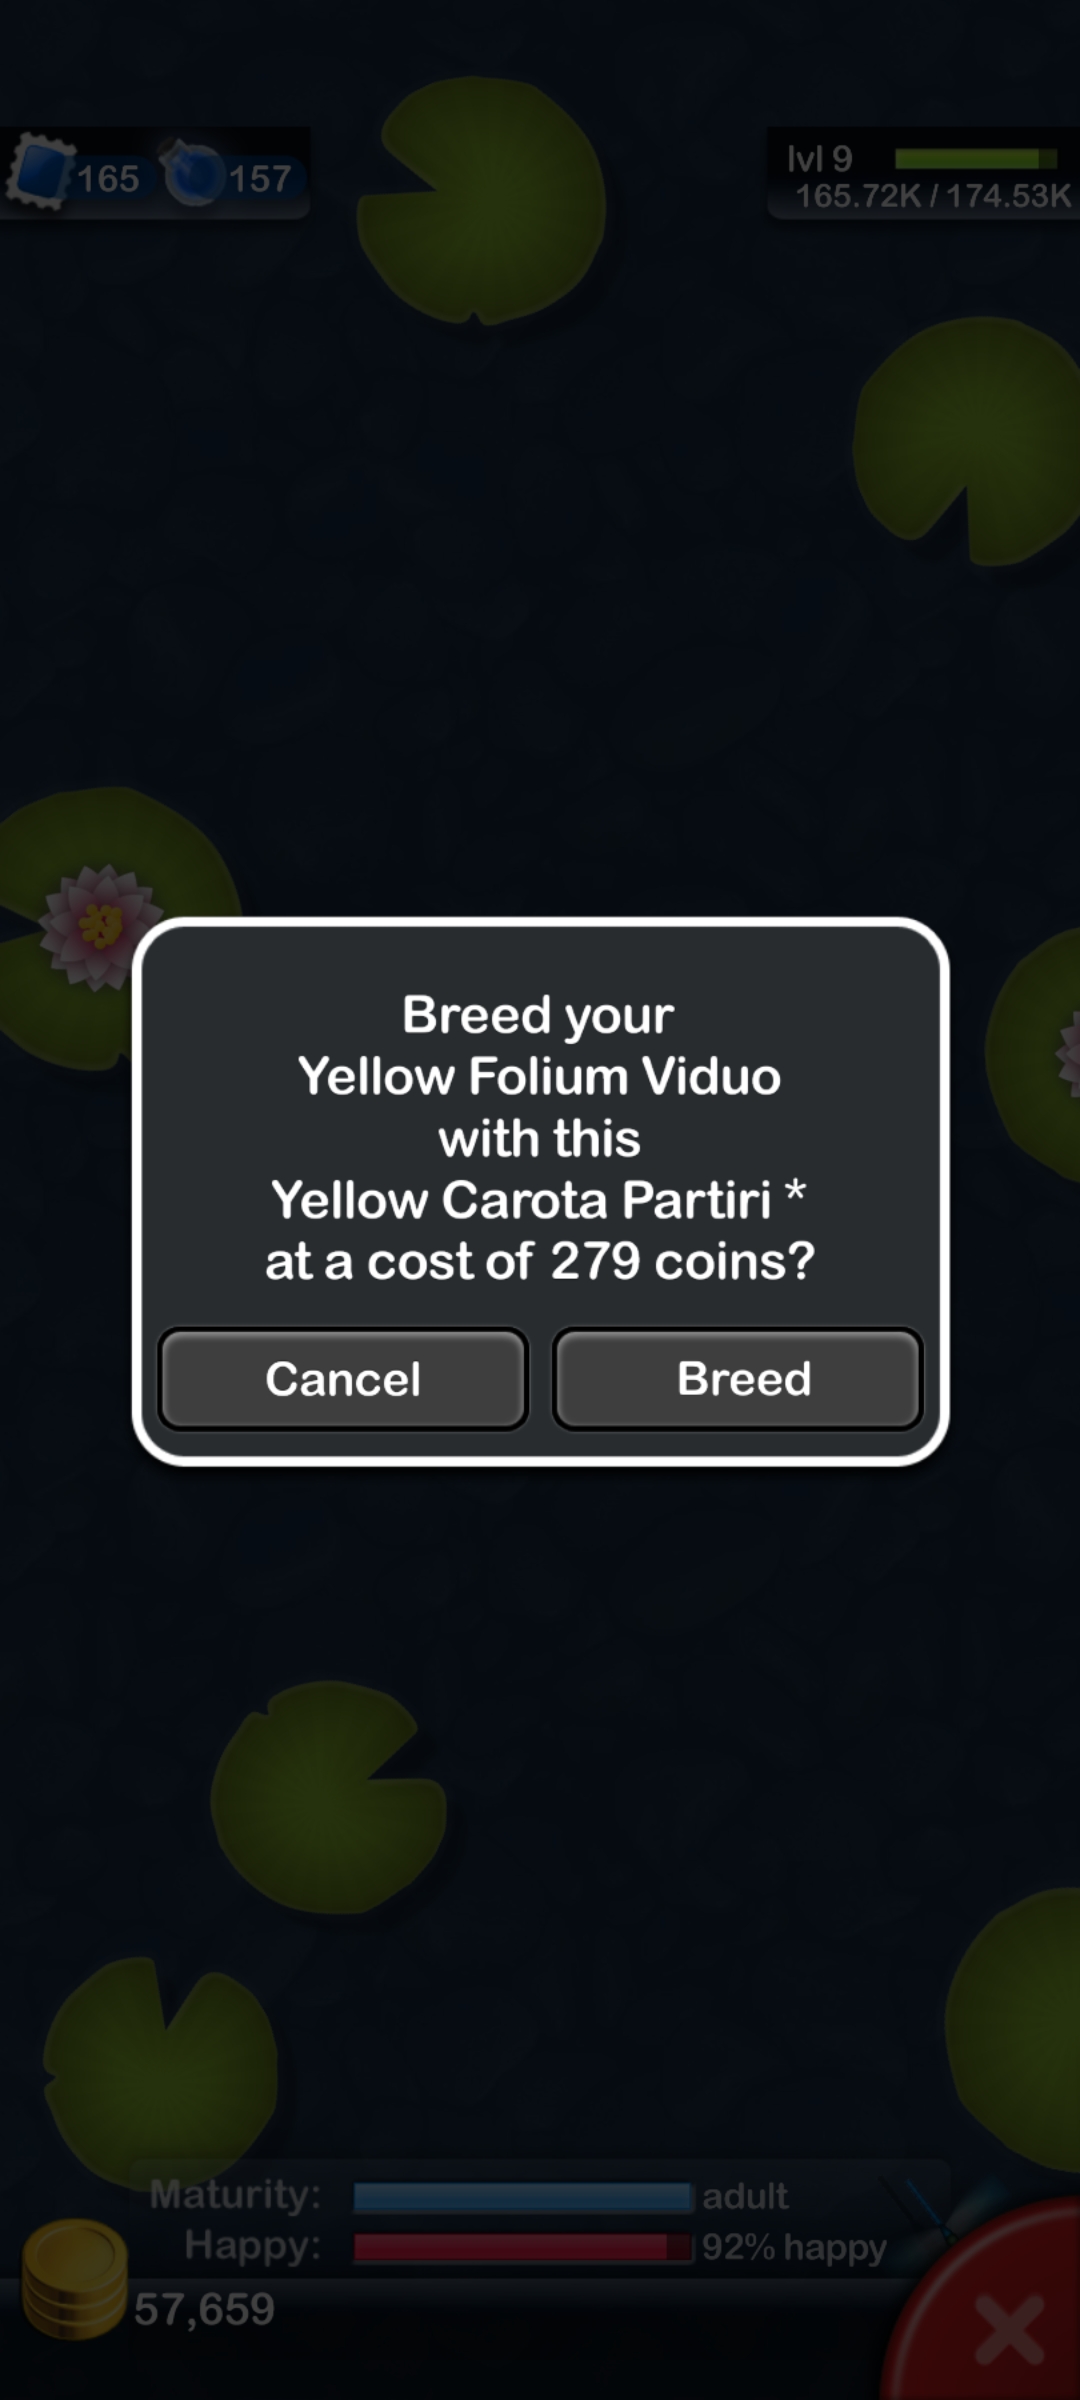 165 157
lvl 9
165.72K / 174.53K
Breed your
Yellow Folium Viduo
with this
Yellow Carota Partiri *
at a cost of 279 coins?
Cancel Breed
Maturity: adult
Happy: 92% happy
57,659